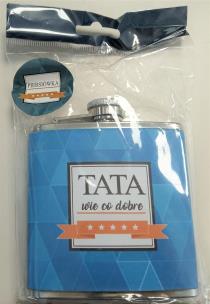 PIERSIÓWKA
TATA
wie co dobre